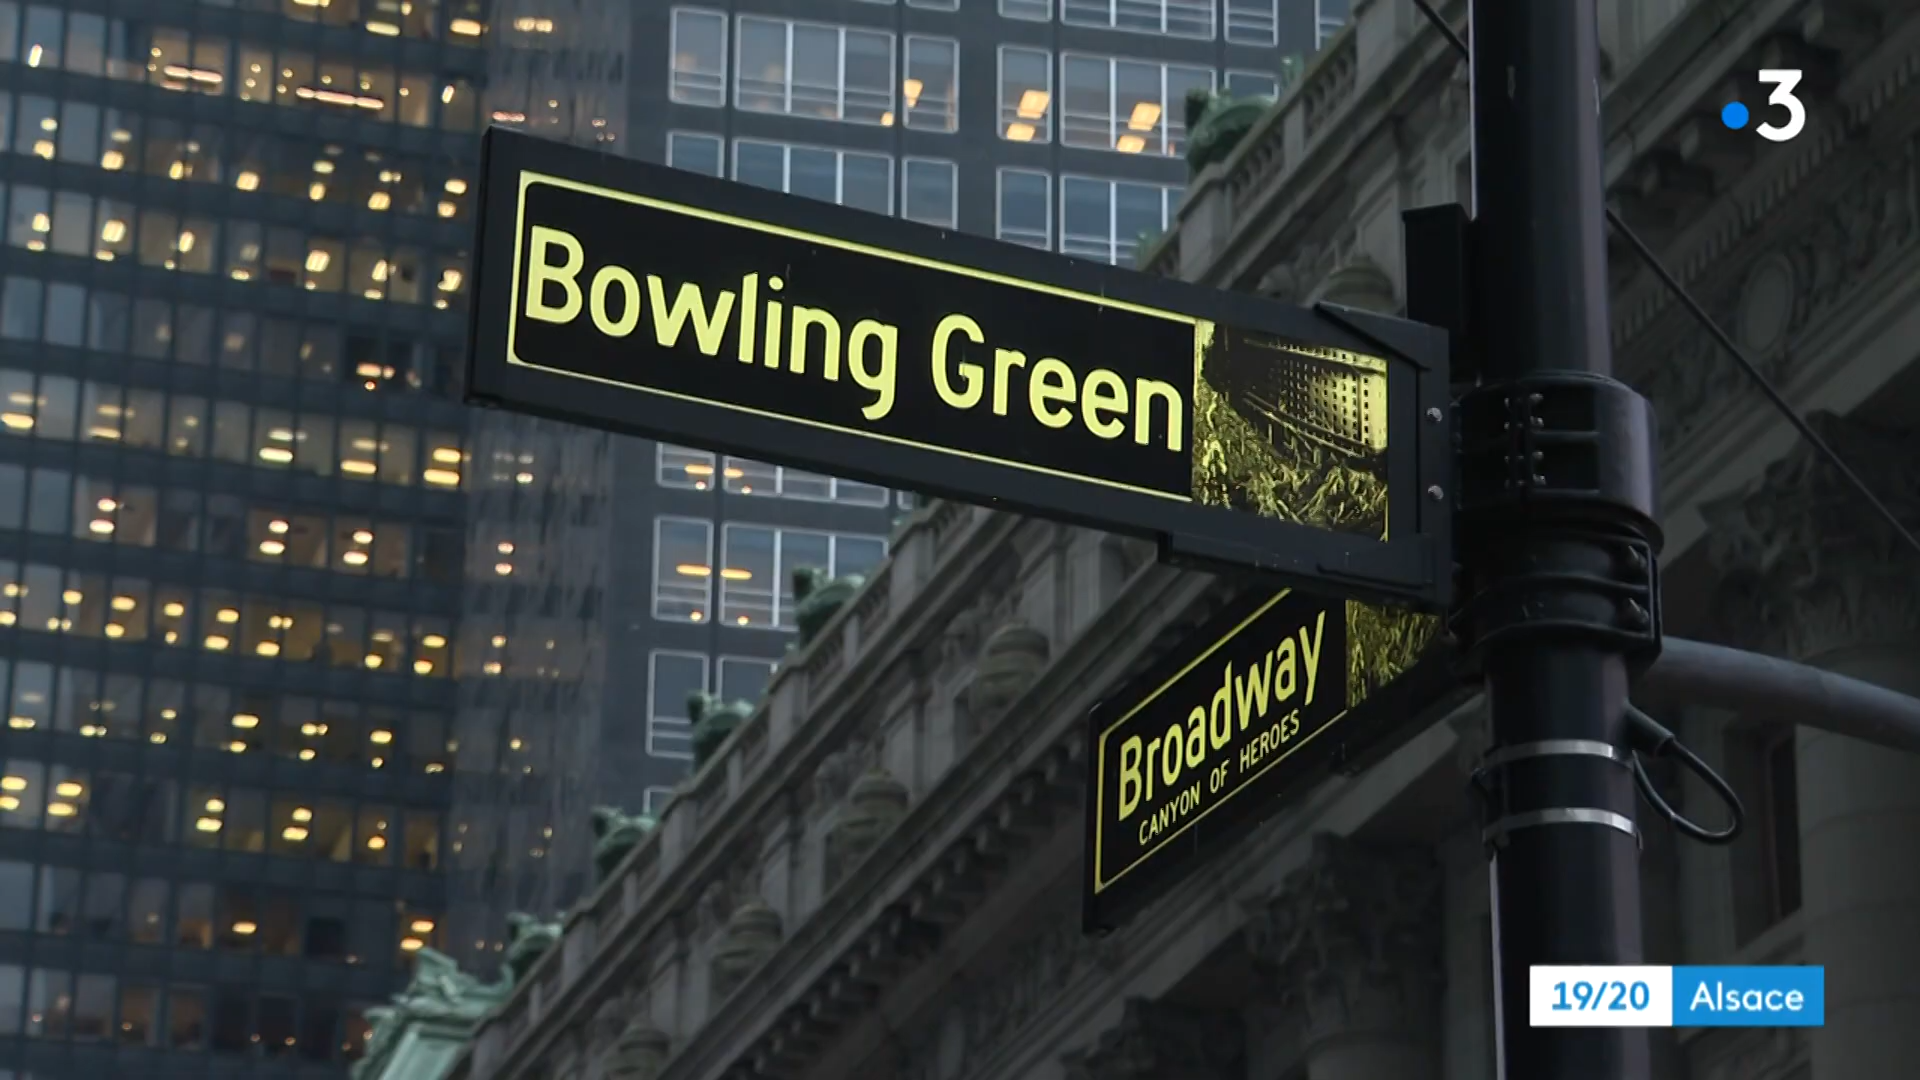 3
Bowling Green
Broadway
CANYON OF HEROES
19/20 Alsace